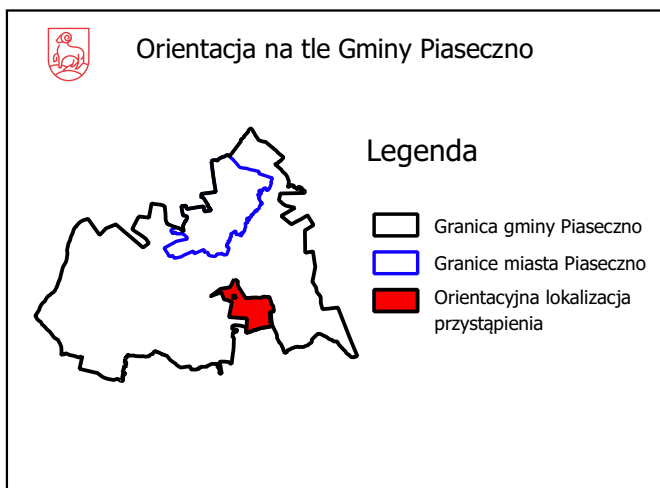 Orientacja na tle Gminy Piaseczno
Legenda
Granica gminy Piaseczno
Granice miasta Piaseczno
Orientacyjna lokalizacja
przystąpienia